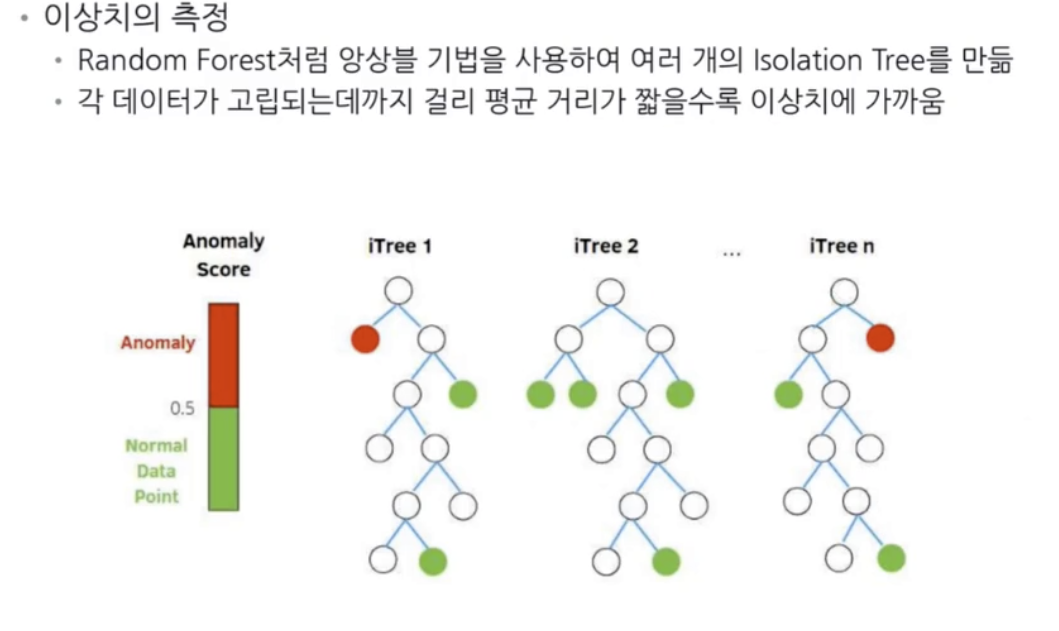 • 이상치의 측정
• Random Forest처럼 앙상블 기법을 사용하여 여러 개의 Isolation Tree를 만듦
• 각 데이터가 고립되는데까지 걸리 평균 거리가 짧을수록 이상치에 가까움
Anomaly
Score
iTree 1
iTree 2
...
iTree n
Anomaly
0.5
Normal
Data
Point